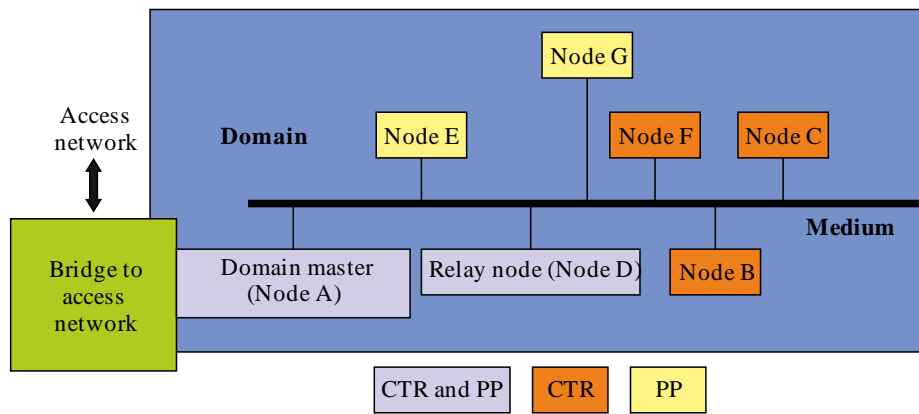 Node G
Access
network
Domain
Node E
Node F
Node C
Medium
Bridge to
access
network
Domain master
(Node A)
Relay node (Node D)
Node B
CTR and PP
CTR
PP